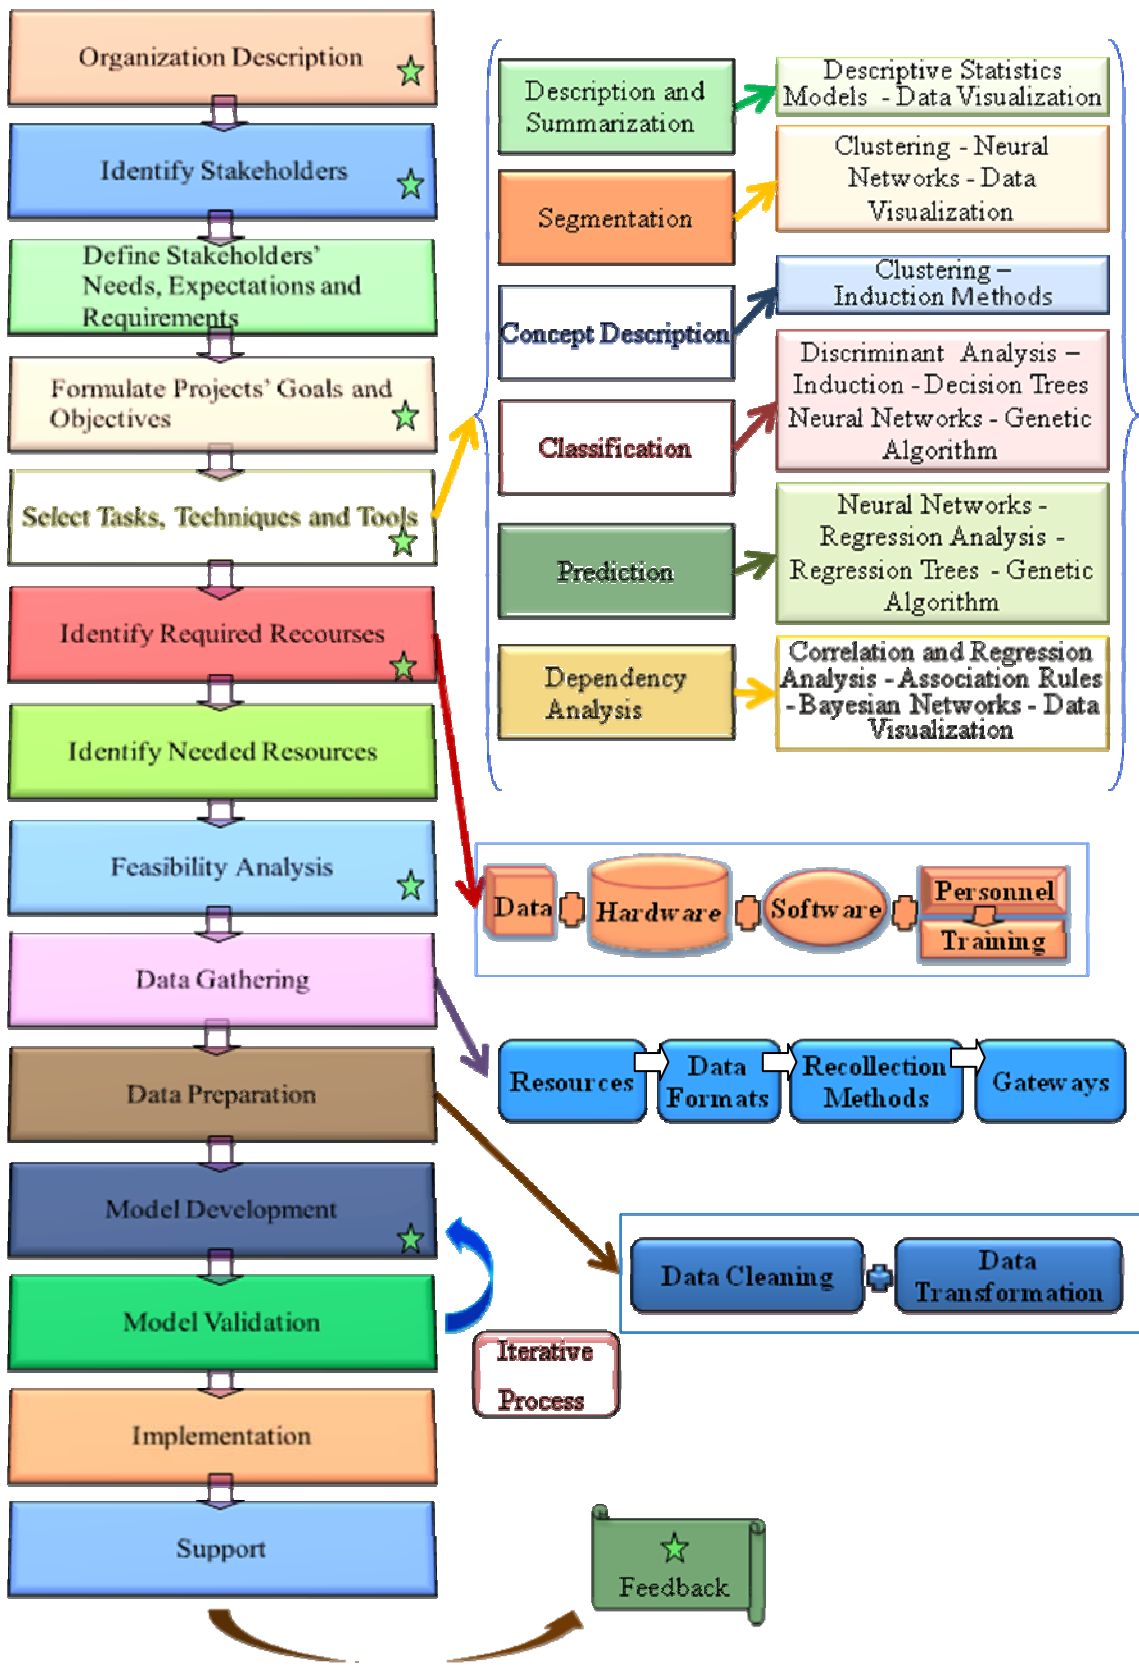 Organization Description
Identify Stakeholders
Define Stakeholders'
Needs, Expectations and
Requirements
Formulate Projects' Goals and
Objectives
Select Tasks, Techniques and Tools
Identify Required Recourses
Identify Needed Resources
Feasibility Analysis
Data Gathering
Data Preparation
Model Development
Model Validation
Implementation
Support
Description and
Summarization
Descriptive Statistics
Models - Data Visualization
Segmentation
Clustering - Neural
Networks - Data
Visualization
Concept Description
Clustering –
Induction Methods
Classification
Discriminant Analysis –
Induction - Decision Trees
Neural Networks - Genetic
Algorithm
Prediction
Neural Networks -
Regression Analysis -
Regression Trees - Genetic
Algorithm
Dependency
Analysis
Correlation and Regression
Analysis - Association Rules
- Bayesian Networks - Data
Visualization
Data
Hardware
Software
Personnel
Training
Resources
Data
Formats
Recollection
Methods
Gateways
Data Cleaning
Data
Transformation
Iterative
Process
Feedback